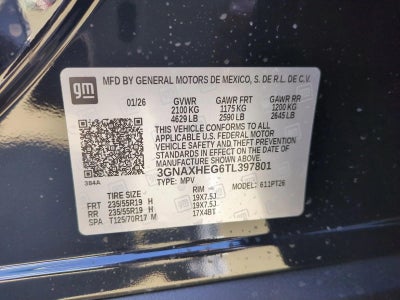 gm
MFD BY GENERAL MOTORS DE MEXICO, S. DE R.L. DE C.V.
01/26 GVWR GAWR FRT GAWR RR
2100 KG 1175 KG 1200 KG
4629 LB 2590 LB 2645 LB
THIS VEHICLE CONFORMS TO ALL
APPLICABLE U.S. FEDERAL MOTOR
VEHICLE SAFETY AND THEFT PREVENTION
STANDARDS IN EFFECT ON THE DATE OF
MANUFACTURE SHOWN ABOVE.
3GNAXHEG6TL397801
384A TYPE: MPV MODEL: 611PT26
TIRE SIZE RIM
FRT 235/55R19 H 19X7.5J
RR 235/55R19 H 19X7.5J
SPA T125/70R17 M 17X4BT